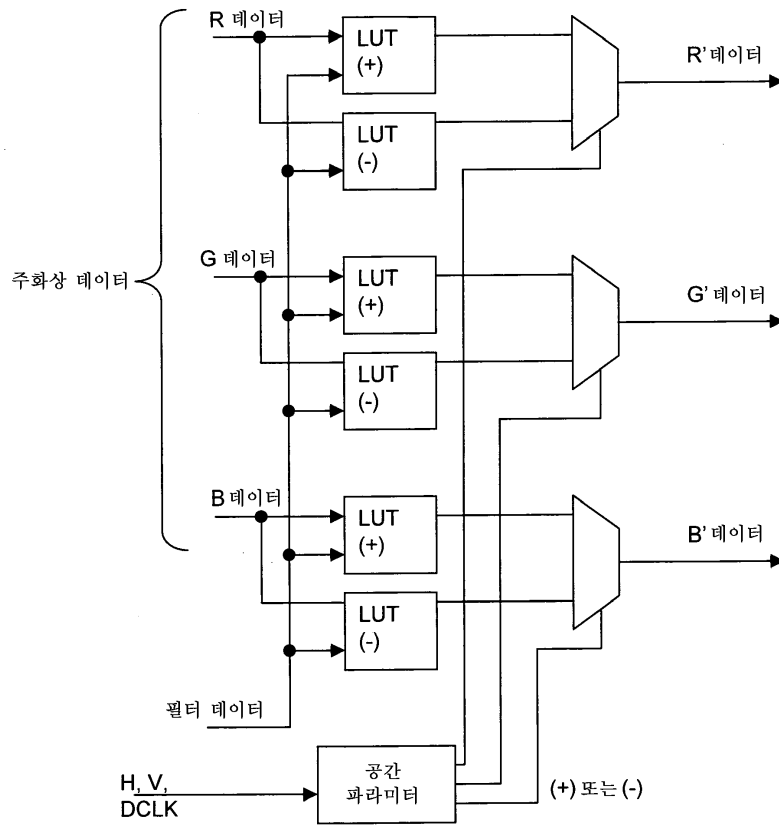 R 데이터
LUT
(+)
R' 데이터
LUT
(-)
주화상 데이터
G 데이터
LUT
(+)
G' 데이터
LUT
(-)
B 데이터
LUT
(+)
B' 데이터
LUT
(-)
필터 데이터
H, V,
DCLK
공간
파라미터
(+) 또는 (-)